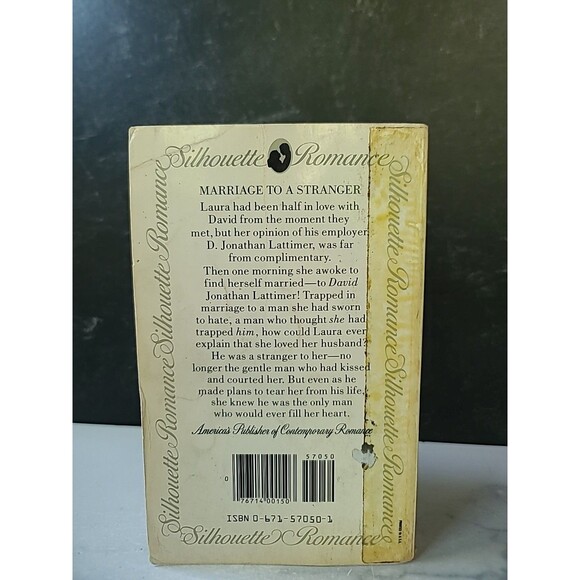 Silhouette Romance
MARRIAGE TO A STRANGER
Laura had been half in love with
David from the moment they
met, but her opinion of his employer,
D. Jonathan Lattimer, was far
from complimentary.
Then one morning she awoke to
find herself married—to David
Jonathan Lattimer! Trapped in
marriage to a man she had sworn
to hate, a man who thought she had
trapped him, how could Laura ever
explain that she loved her husband?
He was a stranger to her—no
longer the gentle man who had kissed
and courted her. But even as he
made plans to tear her from his life,
she knew he was the only man
who would ever fill her heart.
America's Publisher of Contemporary Romance
57050
0
76714 00150
ISBN 0-671-57050-1
Silhouette Romance
Silhouette Romance Silhouette Romance
Silhouette Romance Silhouette Romance